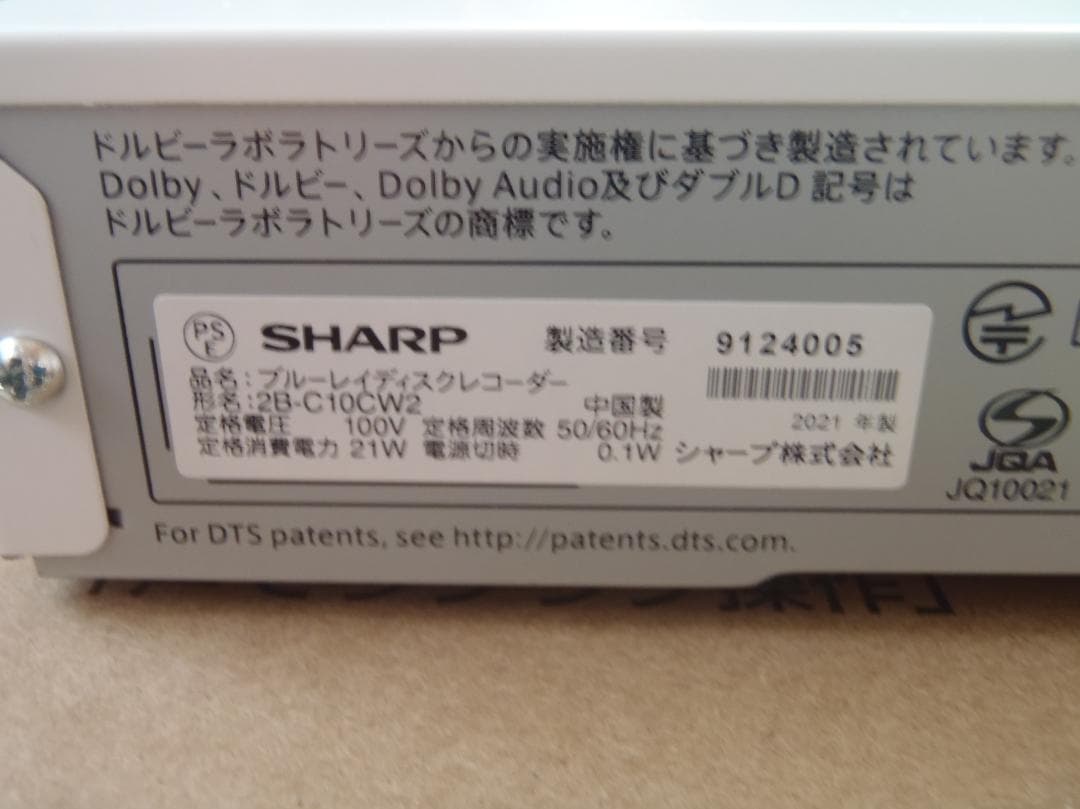 ドルビーラボラトリーズからの実施権に基づき製造されています。
Dolby、ドルビー、Dolby Audio及びダブルD 記号は
ドルビーラボラトリーズの商標です。
PS E SHARP 製造番号 9124005
品名:ブルーレイディスクレコーダー
形名:2B-C10CW2 中国製
定格電圧 100V 定格周波数 50/60Hz 2021 年製
定格消費電力 21W 電源切時 0.1W シャープ株式会社
JQA
JQ10021
For DTS patents, see http://patents.dts.com.
操作」